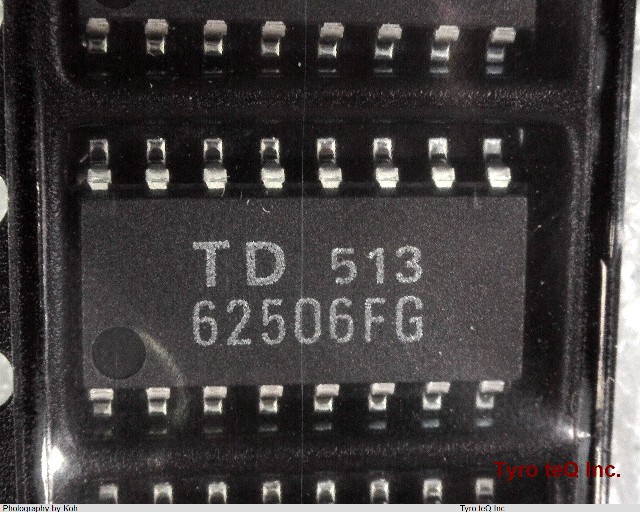 TD 513
62506FG
Tyro teQ Inc.
Photography by Koh
Tyro teQ Inc